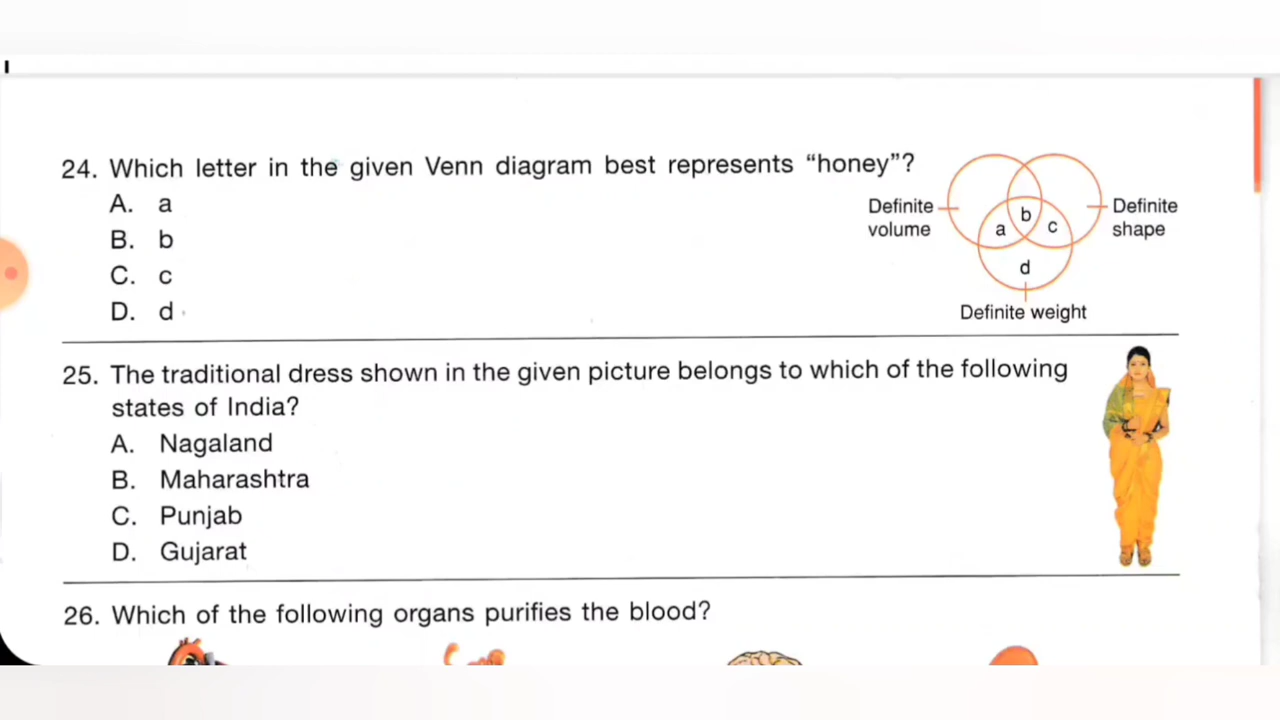 24. Which letter in the given Venn diagram best represents “honey”?
A. a
B. b
C. c
D. d
Definite
volume
Definite
shape
a
b
c
d
Definite weight
25. The traditional dress shown in the given picture belongs to which of the following
states of India?
A. Nagaland
B. Maharashtra
C. Punjab
D. Gujarat
26. Which of the following organs purifies the blood?